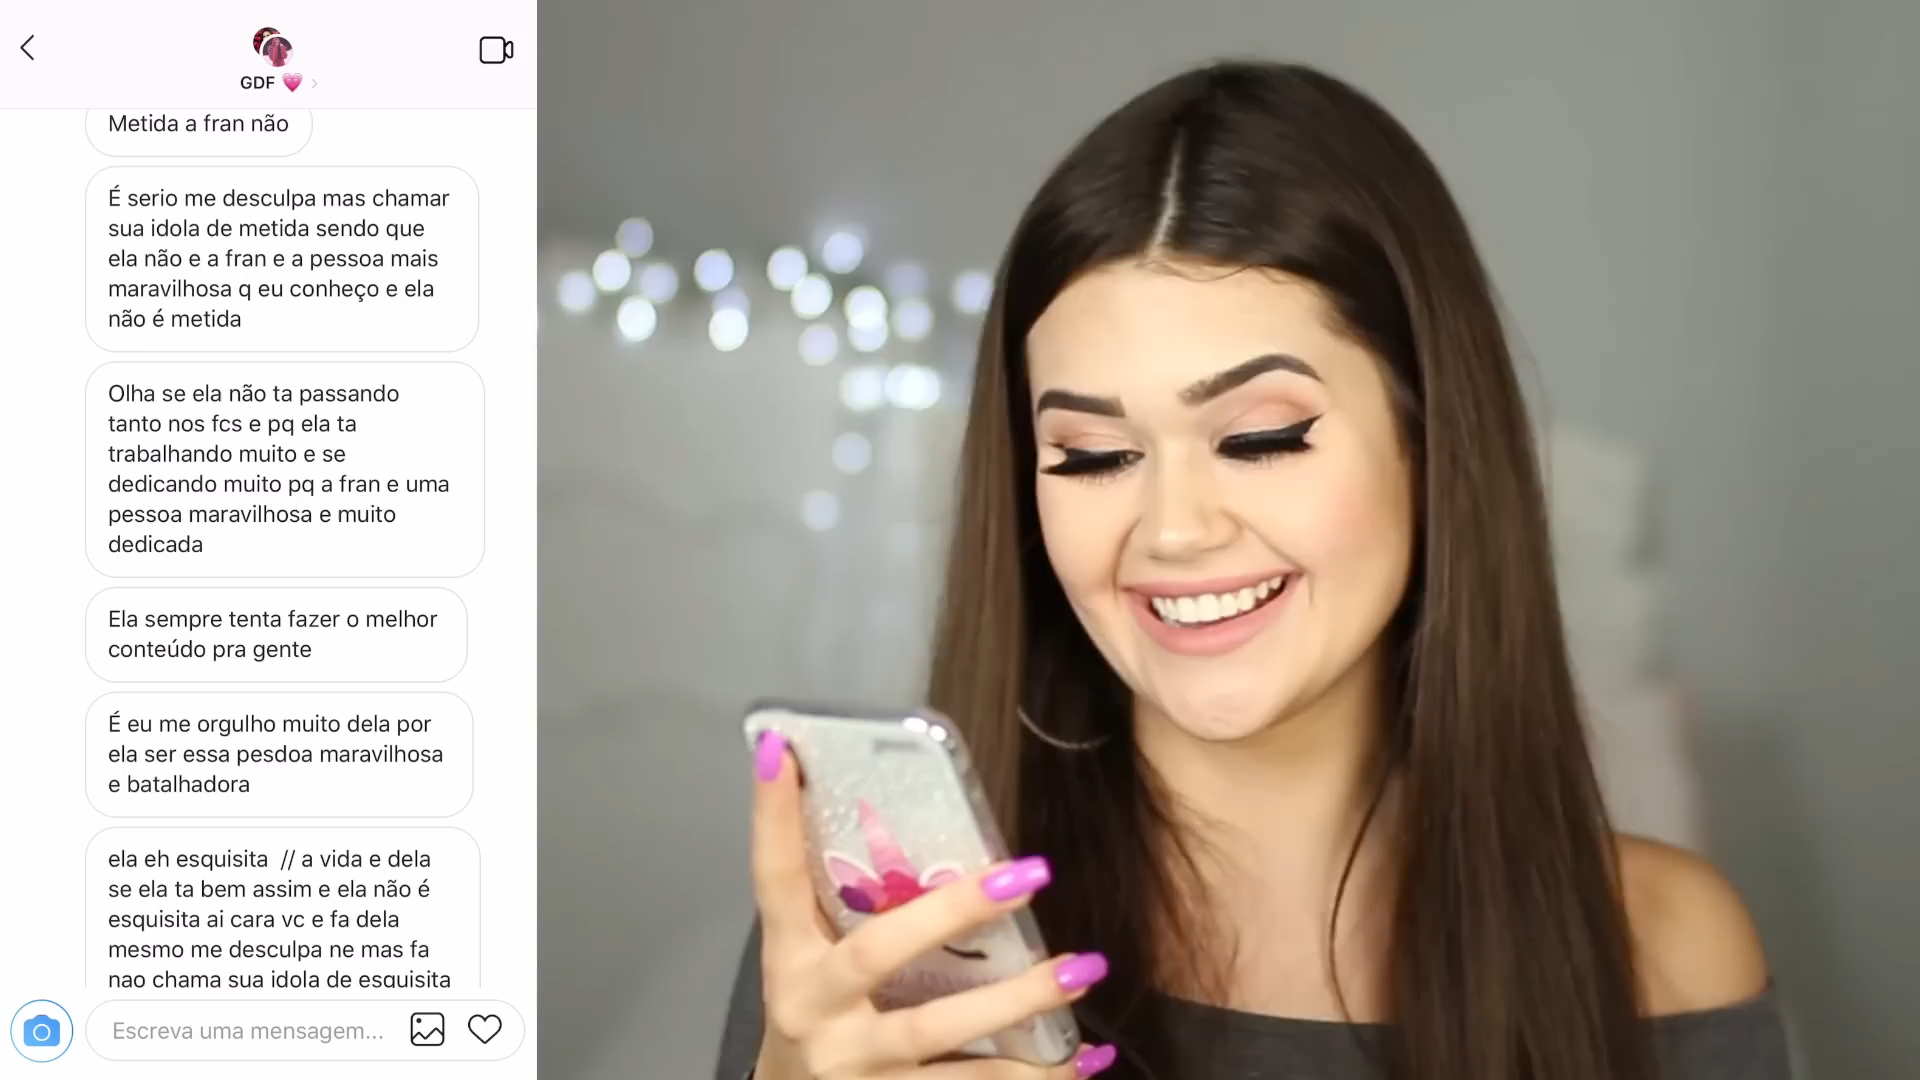 GDF
Metida a fran não
É serio me desculpa mas chamar
sua idola de metida sendo que
ela não e a fran e a pessoa mais
maravilhosa q eu conheço e ela
não é metida
Olha se ela não ta passando
tanto nos fcs e pq ela ta
trabalhando muito e se
dedicando muito pq a fran e uma
pessoa maravilhosa e muito
dedicada
Ela sempre tenta fazer o melhor
conteúdo pra gente
É eu me orgulho muito dela por
ela ser essa pesdoa maravilhosa
e batalhadora
ela eh esquisita // a vida e dela
se ela ta bem assim e ela não é
esquisita ai cara vc e fa dela
mesmo me desculpa ne mas fa
nao chama sua idola de esquisita
Escreva uma mensagem...